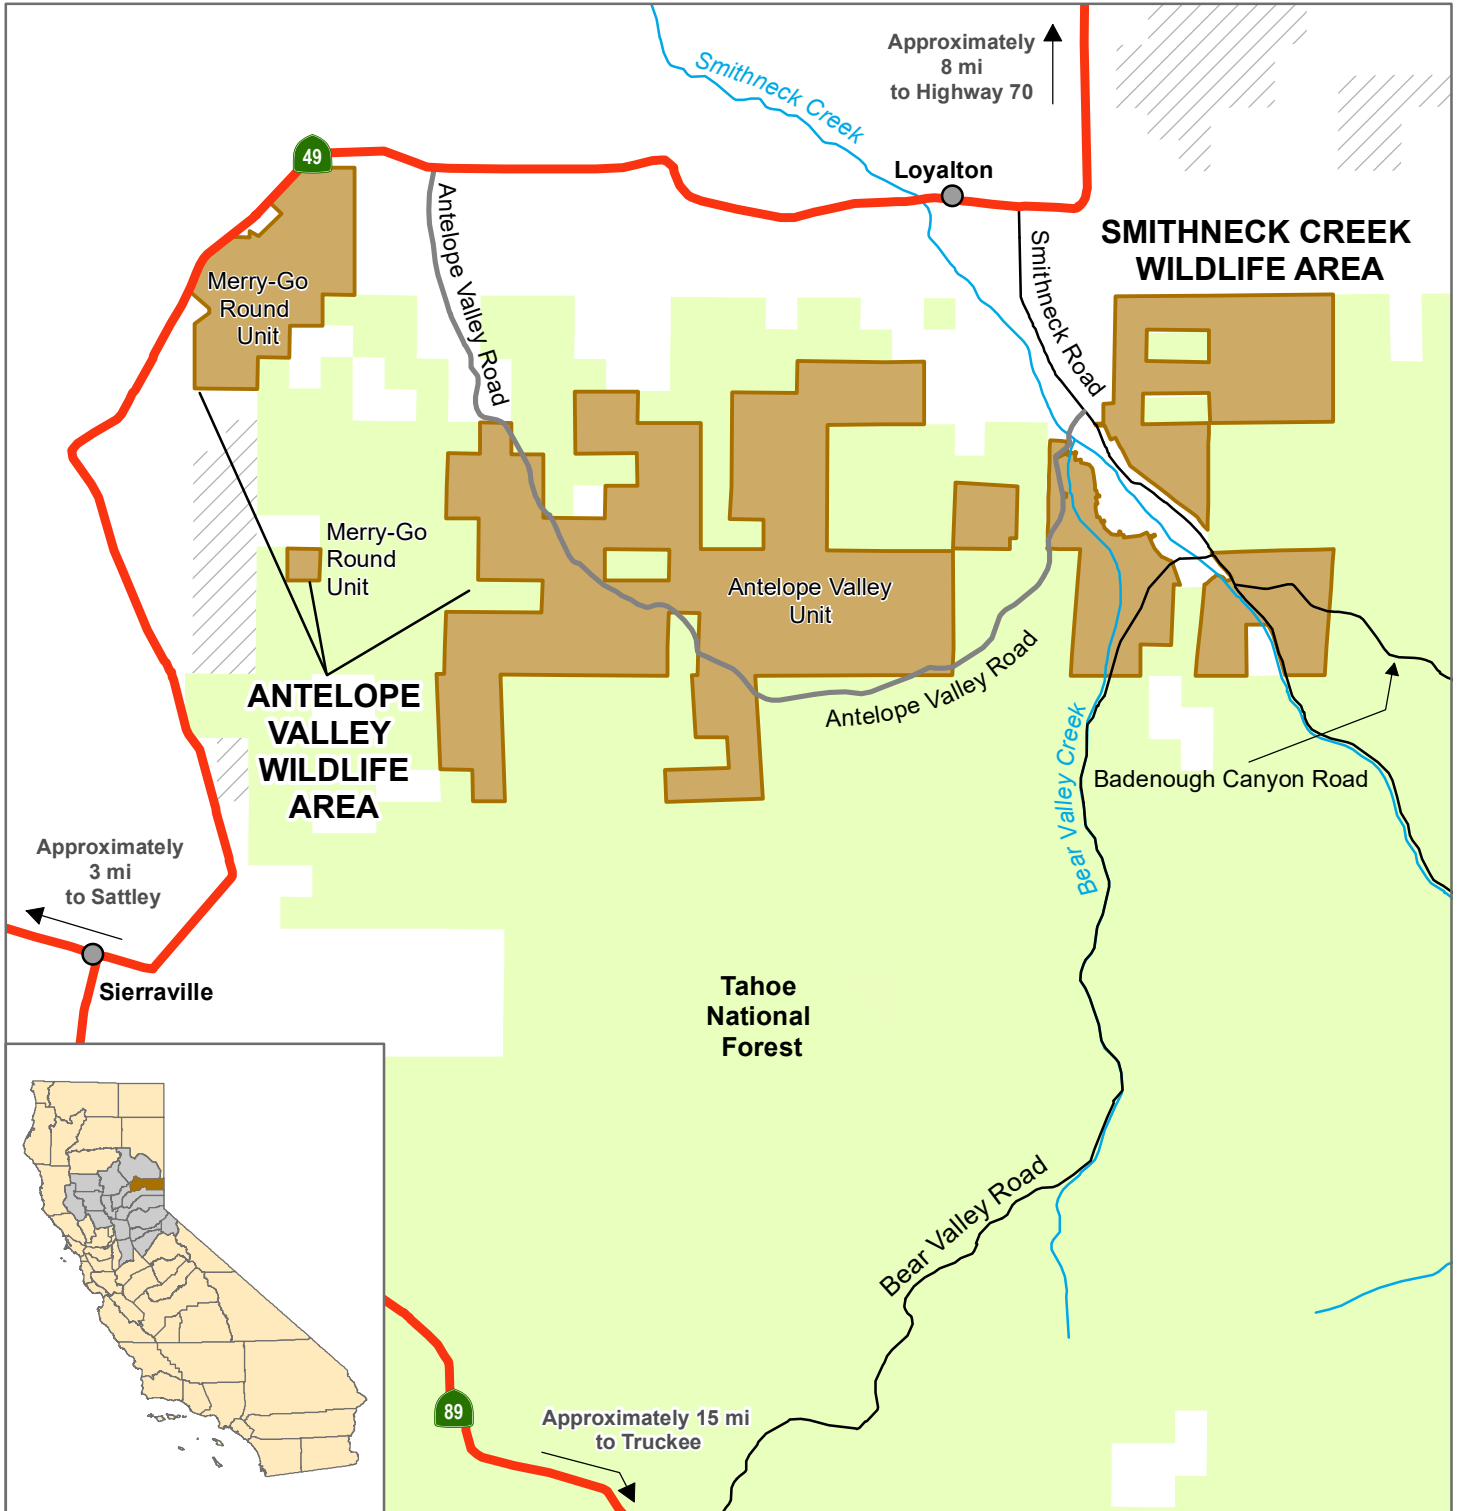 Approximately
8 mi
to Highway 70
Smithneck Creek
49
Loyalton
SMITHNECK CREEK
WILDLIFE AREA
Antelope Valley Road
Smithneck Road
Merry-Go
Round
Unit
Merry-Go
Round
Unit
Antelope Valley
Unit
Antelope Valley Road
ANTELOPE
VALLEY
WILDLIFE
AREA
Bear Valley Creek
Badenough Canyon Road
Approximately
3 mi
to Sattley
Sierraville
Tahoe
National
Forest
Bear Valley Road
89
Approximately 15 mi
to Truckee